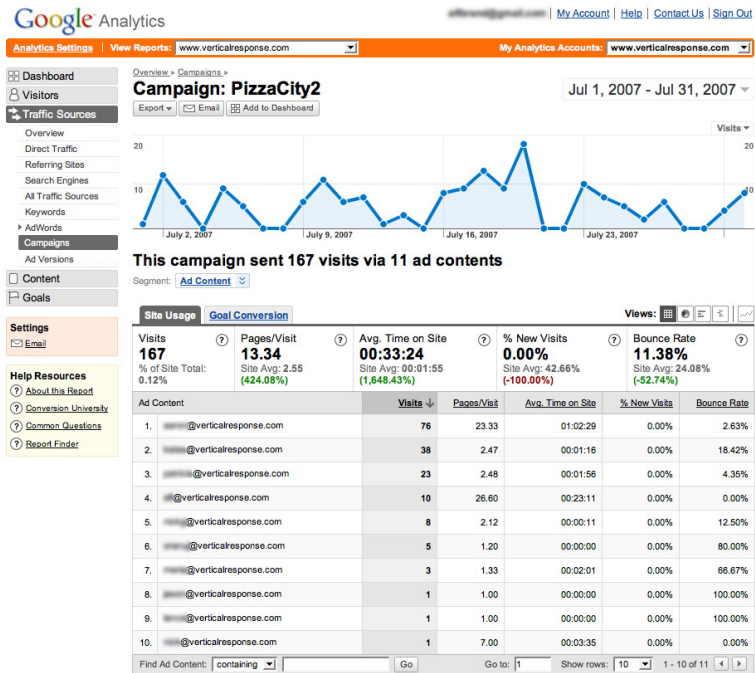 Google Analytics
My Account | Help | Contact Us | Sign Out
Analytics Settings | View Reports: www.verticalresponse.com My Analytics Accounts: www.verticalresponse.com
Dashboard
Visitors
Traffic Sources
Overview
Direct Traffic
Referring Sites
Search Engines
All Traffic Sources
Keywords
AdWords
Campaigns
Ad Versions
Content
Goals
Settings
Email
Help Resources
About this Report
Conversion University
Common Questions
Report Finder
Overview » Campaigns »
Campaign: PizzaCity2
Jul 1, 2007 - Jul 31, 2007
Export Email Add to Dashboard
Visits
20 20
10 10
July 2, 2007 July 9, 2007 July 16, 2007 July 23, 2007
This campaign sent 167 visits via 11 ad contents
Segment: Ad Content
Site Usage Goal Conversion Views:
Visits ? Pages/Visit ? Avg. Time on Site ? % New Visits ? Bounce Rate ?
167 13.34 00:33:24 0.00% 11.38%
% of Site Total: Site Avg: 2.55 Site Avg: 00:01:55 Site Avg: 42.66% Site Avg: 24.08%
0.12% (424.08%) (1,648.43%) (-100.00%) (-52.74%)
Ad Content Visits Pages/Visit Avg. Time on Site % New Visits Bounce Rate
1. @verticalresponse.com 76 23.33 01:02:29 0.00% 2.63%
2. @verticalresponse.com 38 2.47 00:01:16 0.00% 18.42%
3. @verticalresponse.com 23 2.48 00:01:56 0.00% 4.35%
4. @verticalresponse.com 10 26.60 00:23:11 0.00% 0.00%
5. @verticalresponse.com 8 2.12 00:00:11 0.00% 12.50%
6. @verticalresponse.com 5 1.20 00:00:00 0.00% 80.00%
7. @verticalresponse.com 3 1.33 00:02:01 0.00% 66.67%
8. @verticalresponse.com 1 1.00 00:00:00 0.00% 100.00%
9. @verticalresponse.com 1 1.00 00:00:00 0.00% 100.00%
10. @verticalresponse.com 1 7.00 00:03:35 0.00% 0.00%
Find Ad Content: containing Go Go to: 1 Show rows: 10 1 - 10 of 11